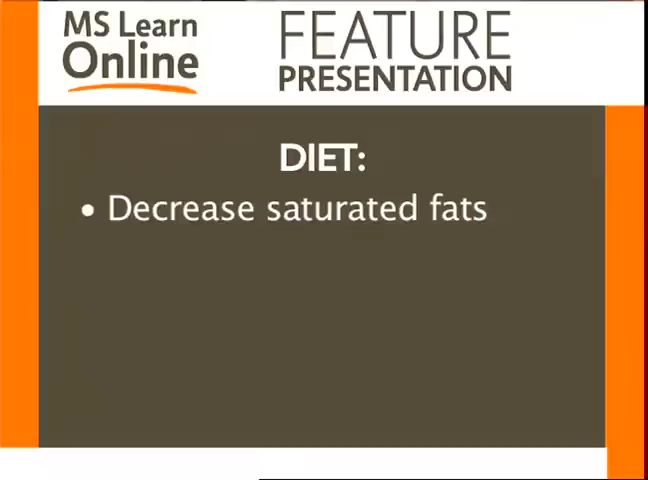 MS Learn
Online
FEATURE
PRESENTATION
DIET:
• Decrease saturated fats